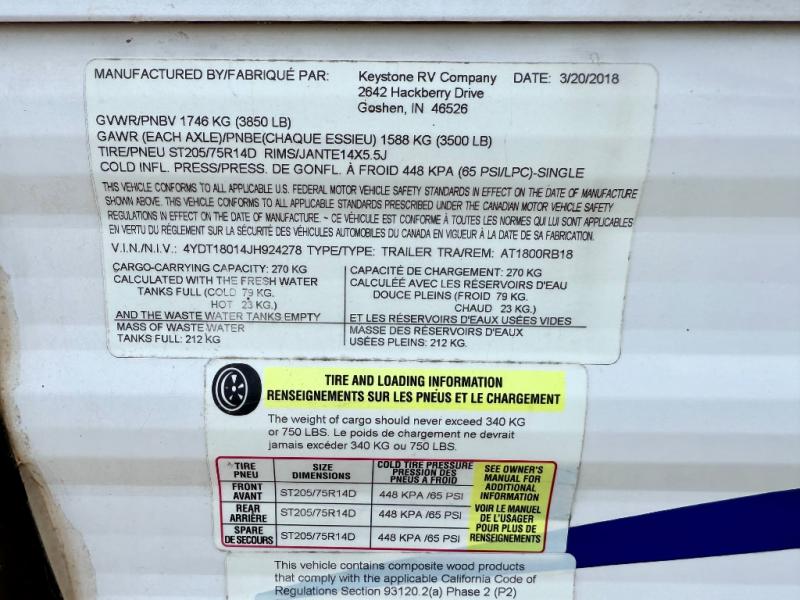 MANUFACTURED BY/FABRIQUÉ PAR: Keystone RV Company DATE: 3/20/2018
2642 Hackberry Drive
Goshen, IN 46526
GVWR/PNBV 1746 KG (3850 LB)
GAWR (EACH AXLE)/PNBE(CHAQUE ESSIEU) 1588 KG (3500 LB)
TIRE/PNEU ST205/75R14D RIMS/JANTE14X5.5J
COLD INFL. PRESS/PRESS. DE GONFL. À FROID 448 KPA (65 PSI/LPC)-SINGLE
THIS VEHICLE CONFORMS TO ALL APPLICABLE U.S. FEDERAL MOTOR VEHICLE SAFETY STANDARDS IN EFFECT ON THE DATE OF MANUFACTURE
SHOWN ABOVE. THIS VEHICLE CONFORMS TO ALL APPLICABLE STANDARDS PRESCRIBED UNDER THE CANADIAN MOTOR VEHICLE SAFETY
REGULATIONS IN EFFECT ON THE DATE OF MANUFACTURE. ~ CE VÉHICULE EST CONFORME À TOUTES LES NORMES QUI LUI SONT APPLICABLES
EN VERTU DU RÈGLEMENT SUR LA SÉCURITÉ DES VÉHICULES AUTOMOBILES DU CANADA EN VIGUEUR À LA DATE DE SA FABRICATION.
V.I.N./N.I.V.: 4YDT18014JH924278 TYPE/TYPE: TRAILER TRA/REM: AT1800RB18
CARGO-CARRYING CAPACITY: 270 KG
CALCULATED WITH THE FRESH WATER
TANKS FULL (COLD 79 KG.
HOT 23 KG.)
AND THE WASTE WATER TANKS EMPTY
MASS OF WASTE WATER
TANKS FULL: 212 KG
CAPACITÉ DE CHARGEMENT: 270 KG
CALCULÉE AVEC LES RÉSERVOIRS D'EAU
DOUCE PLEINS (FROID 79 KG.
CHAUD 23 KG.)
ET LES RÉSERVOIRS D'EAUX USÉES VIDES
MASSE DES RÉSERVOIRS D'EAUX
USÉES PLEINS: 212 KG.
TIRE AND LOADING INFORMATION
RENSEIGNEMENTS SUR LES PNEUS ET LE CHARGEMENT
The weight of cargo should never exceed 340 KG
or 750 LBS. Le poids de chargement ne devrait
jamais excéder 340 KG ou 750 LBS.
TIRE
PNEU
SIZE
DIMENSIONS
COLD TIRE PRESSURE
PRESSION DES
PNEUS A FROID
FRONT
AVANT
ST205/75R14D
448 KPA /65 PSI
REAR
ARRIÈRE
ST205/75R14D
448 KPA /65 PSI
SPARE
DE SECOURS
ST205/75R14D
448 KPA /65 PSI
SEE OWNER'S
MANUAL FOR
ADDITIONAL
INFORMATION
VOIR LE MANUEL
DE L'USAGER
POUR PLUS DE
RENSEIGNEMENTS
This vehicle contains composite wood products
that comply with the applicable California Code of
Regulations Section 93120.2(a) Phase 2 (P2)